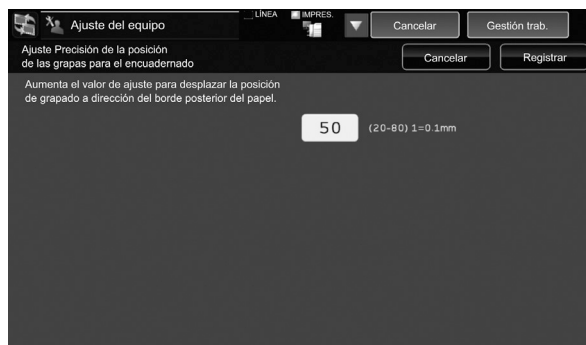 Ajuste del equipo
LÍNEA
IMPRES.
Cancelar
Gestión trab.
Ajuste Precisión de la posición
de las grapas para el encuadernado
Cancelar
Registrar
Aumenta el valor de ajuste para desplazar la posición
de grapado a dirección del borde posterior del papel.
50 (20-80) 1=0.1mm